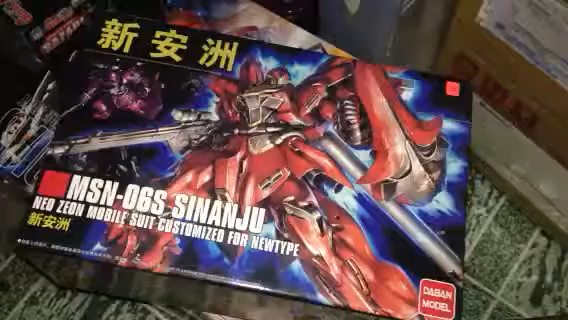 新安洲
MSN-06S SINANJU
NEO ZEON MOBILE SUIT CUSTOMIZED FOR NEWTYPE
新安洲
DABAN
MODEL